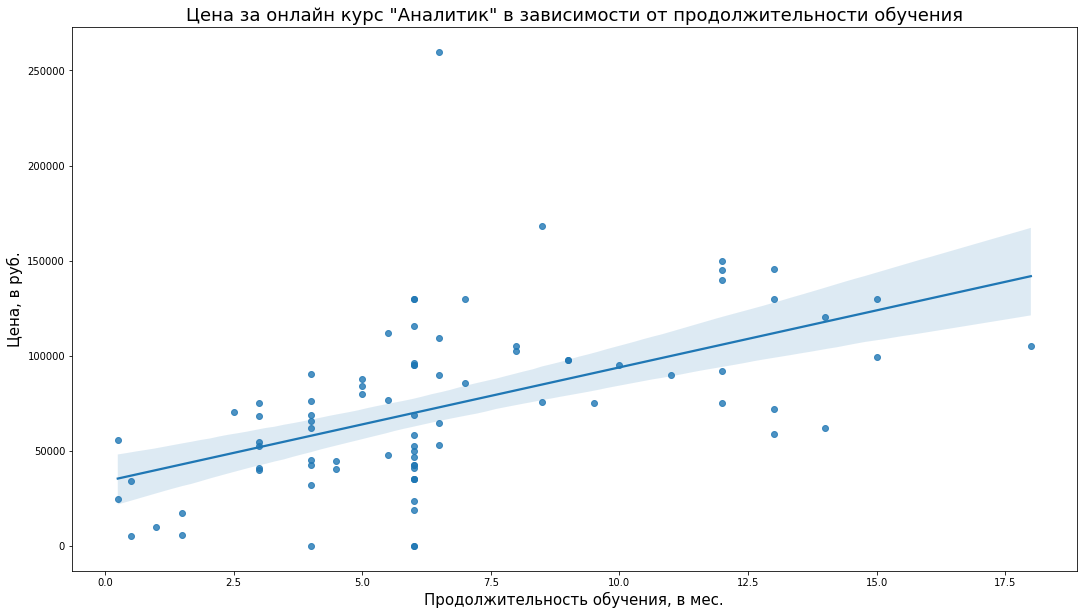 Цена за онлайн курс "Аналитик" в зависимости от продолжительности обучения
250000
200000
150000
100000
50000
0
Цена, в руб.
0.0 2.5 5.0 7.5 10.0 12.5 15.0 17.5
Продолжительность обучения, в мес.